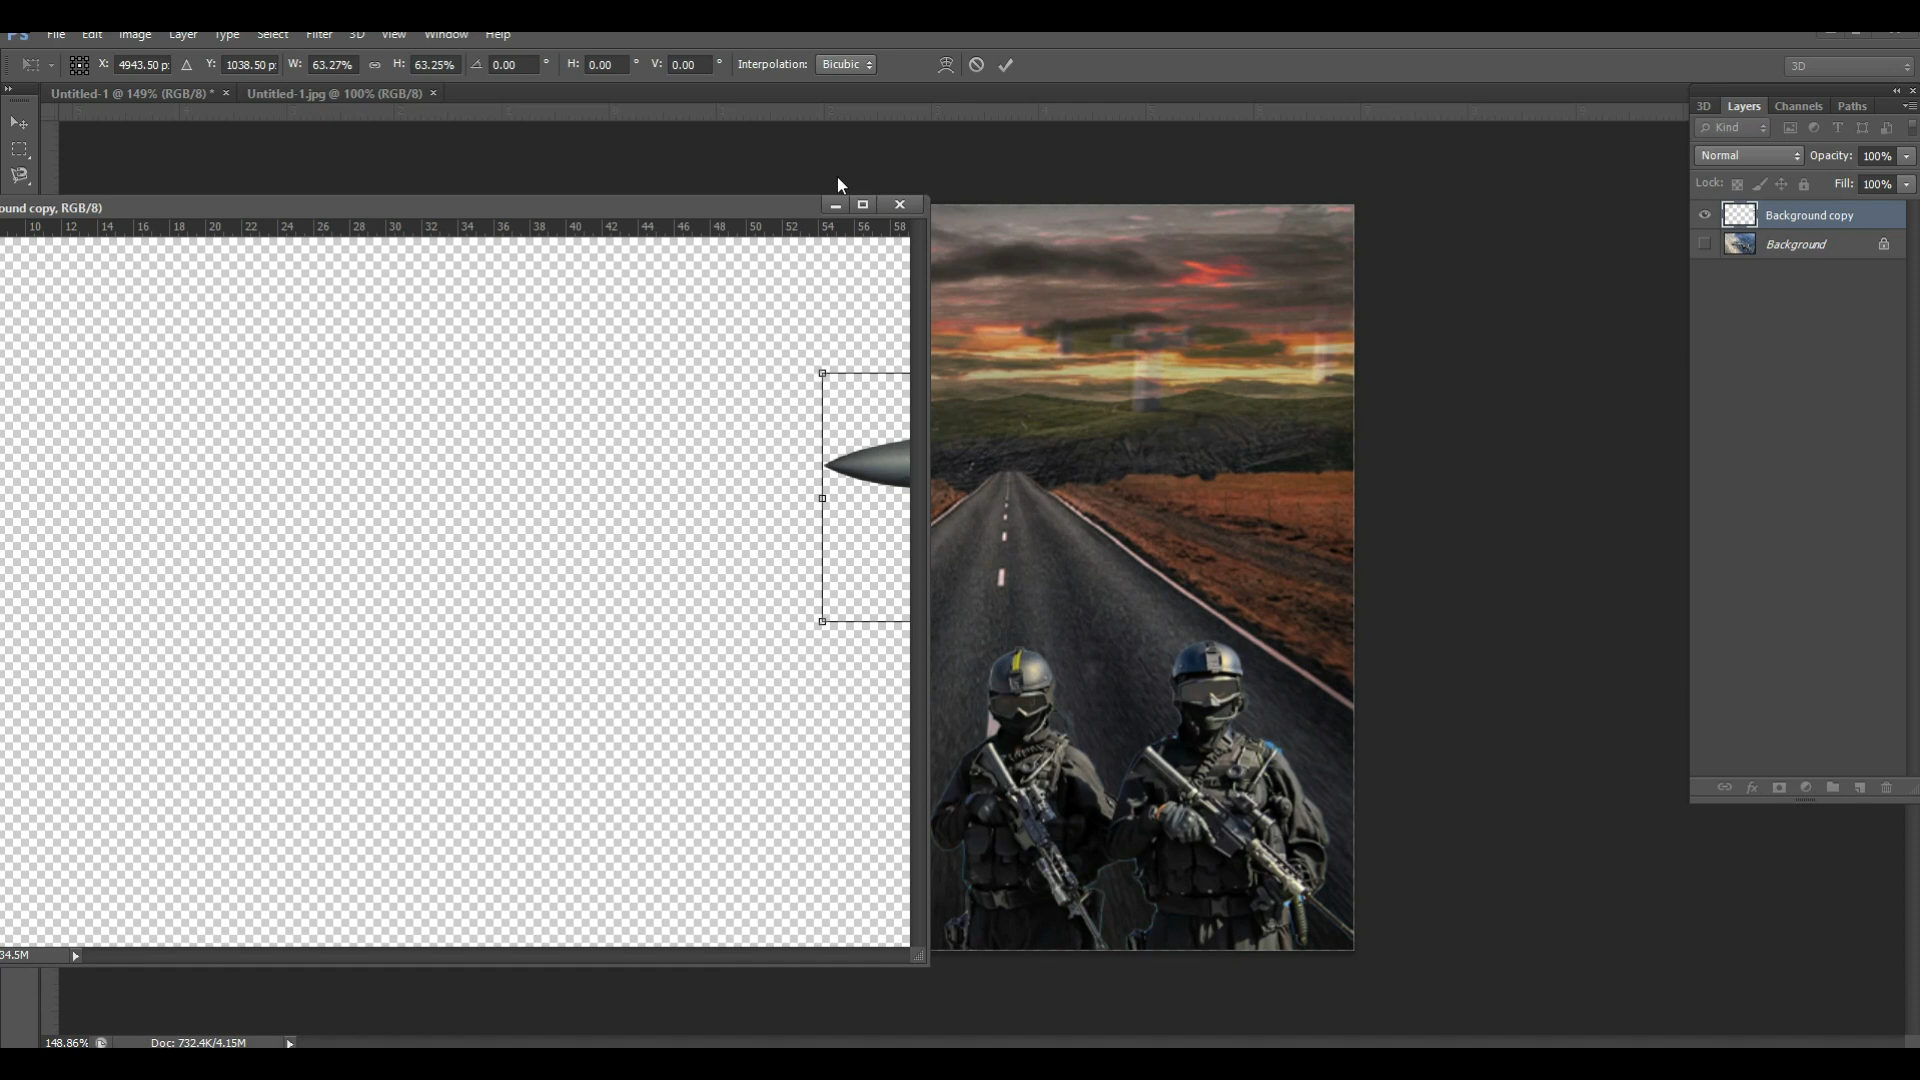 Ps File Edit Image Layer Type Select Filter 3D View Window Help
X: 4943.50 p: Y: 1038.50 p: W: 63.27% H: 63.25% 0.00 ° H: 0.00 ° V: 0.00 ° Interpolation: Bicubic 3D
Untitled-1 @ 149% (RGB/8) * × Untitled-1.jpg @ 100% (RGB/8) ×
3D Layers Channels Paths
Kind
Normal Opacity: 100%
Lock: Fill: 100%
ound copy, RGB/8)
10 12 14 16 18 20 22 24 26 28 30 32 34 36 38 40 42 44 46 48 50 52 54 56 58
Background copy
Background
34.5M
148.86% Doc: 732.4K/4.15M